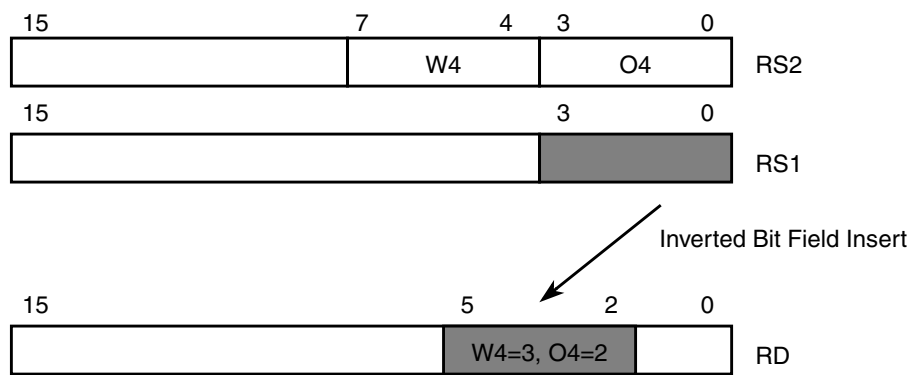 15 7 4 3 0
W4 O4 RS2
15 3 0
RS1
Inverted Bit Field Insert
15 5 2 0
W4=3, O4=2 RD